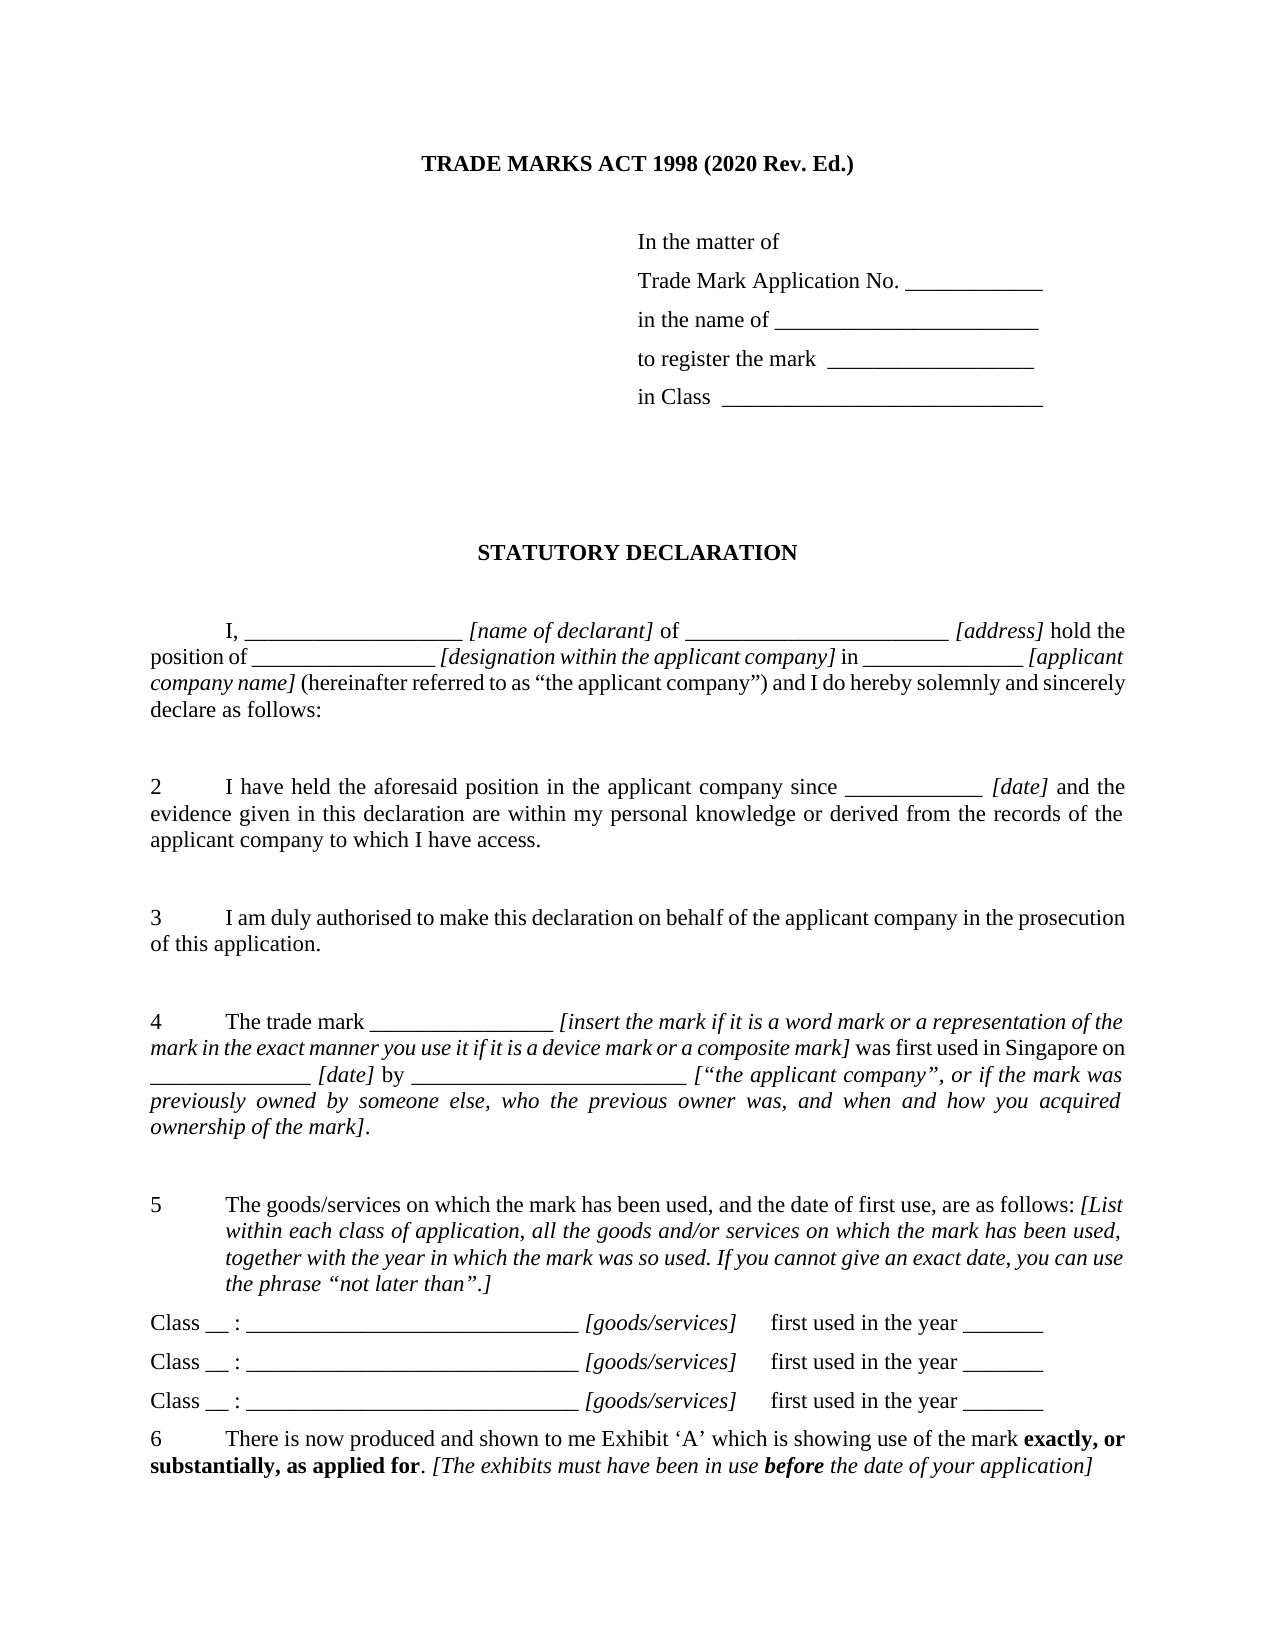 TRADE MARKS ACT 1998 (2020 Rev. Ed.)
In the matter of
Trade Mark Application No. ____________
in the name of _______________________
to register the mark __________________
in Class ____________________________
STATUTORY DECLARATION
I, ___________________ [name of declarant] of _______________________ [address] hold the
position of ________________ [designation within the applicant company] in ______________ [applicant
company name] (hereinafter referred to as “the applicant company”) and I do hereby solemnly and sincerely
declare as follows:
2 I have held the aforesaid position in the applicant company since ____________ [date] and the
evidence given in this declaration are within my personal knowledge or derived from the records of the
applicant company to which I have access.
3 I am duly authorised to make this declaration on behalf of the applicant company in the prosecution
of this application.
4 The trade mark ________________ [insert the mark if it is a word mark or a representation of the
mark in the exact manner you use it if it is a device mark or a composite mark] was first used in Singapore on
______________ [date] by ________________________ [“the applicant company”, or if the mark was
previously owned by someone else, who the previous owner was, and when and how you acquired
ownership of the mark].
5 The goods/services on which the mark has been used, and the date of first use, are as follows: [List
within each class of application, all the goods and/or services on which the mark has been used,
together with the year in which the mark was so used. If you cannot give an exact date, you can use
the phrase “not later than”.]
Class __ : _____________________________ [goods/services] first used in the year _______
Class __ : _____________________________ [goods/services] first used in the year _______
Class __ : _____________________________ [goods/services] first used in the year _______
6 There is now produced and shown to me Exhibit ‘A’ which is showing use of the mark exactly, or
substantially, as applied for. [The exhibits must have been in use before the date of your application]